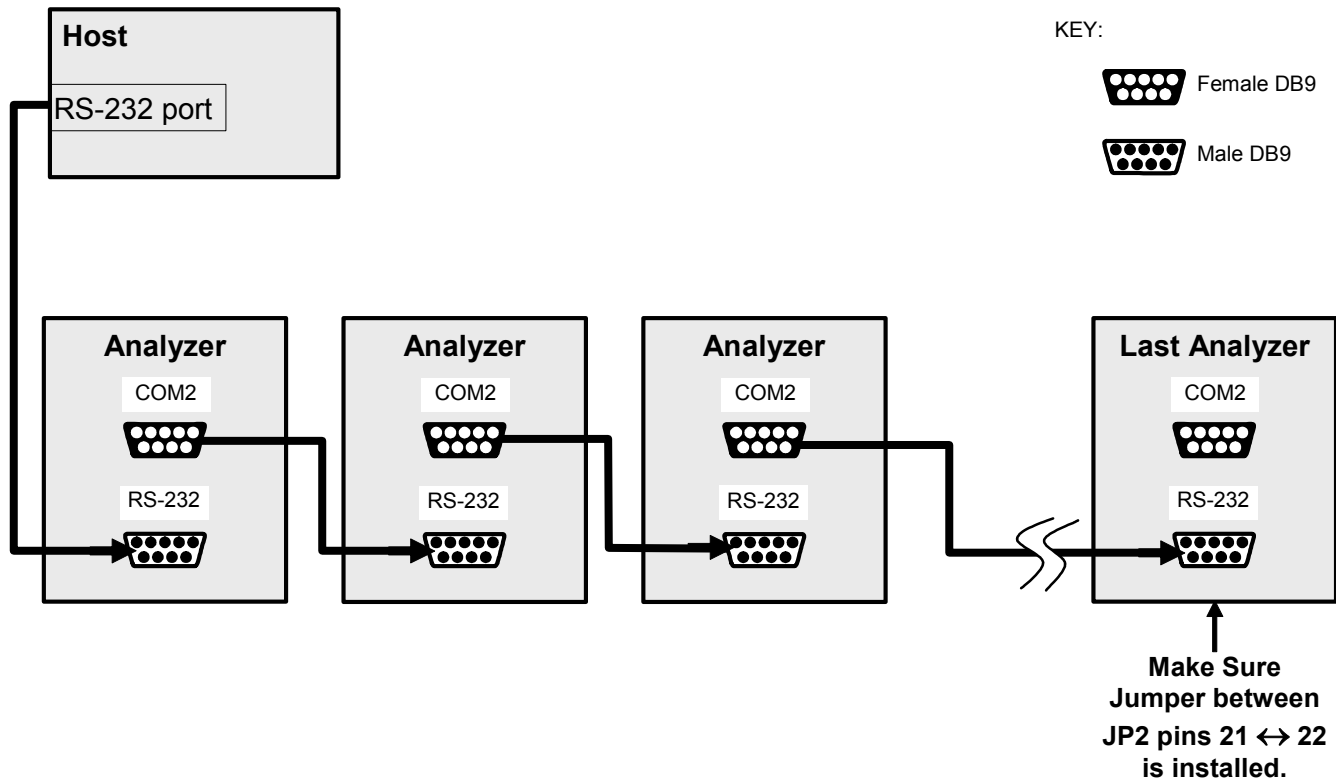 Host
RS-232 port
KEY:
Female DB9
Male DB9
Analyzer
COM2
RS-232
Analyzer
COM2
RS-232
Analyzer
COM2
RS-232
Last Analyzer
COM2
RS-232
Make Sure
Jumper between
JP2 pins 21 ↔ 22
is installed.